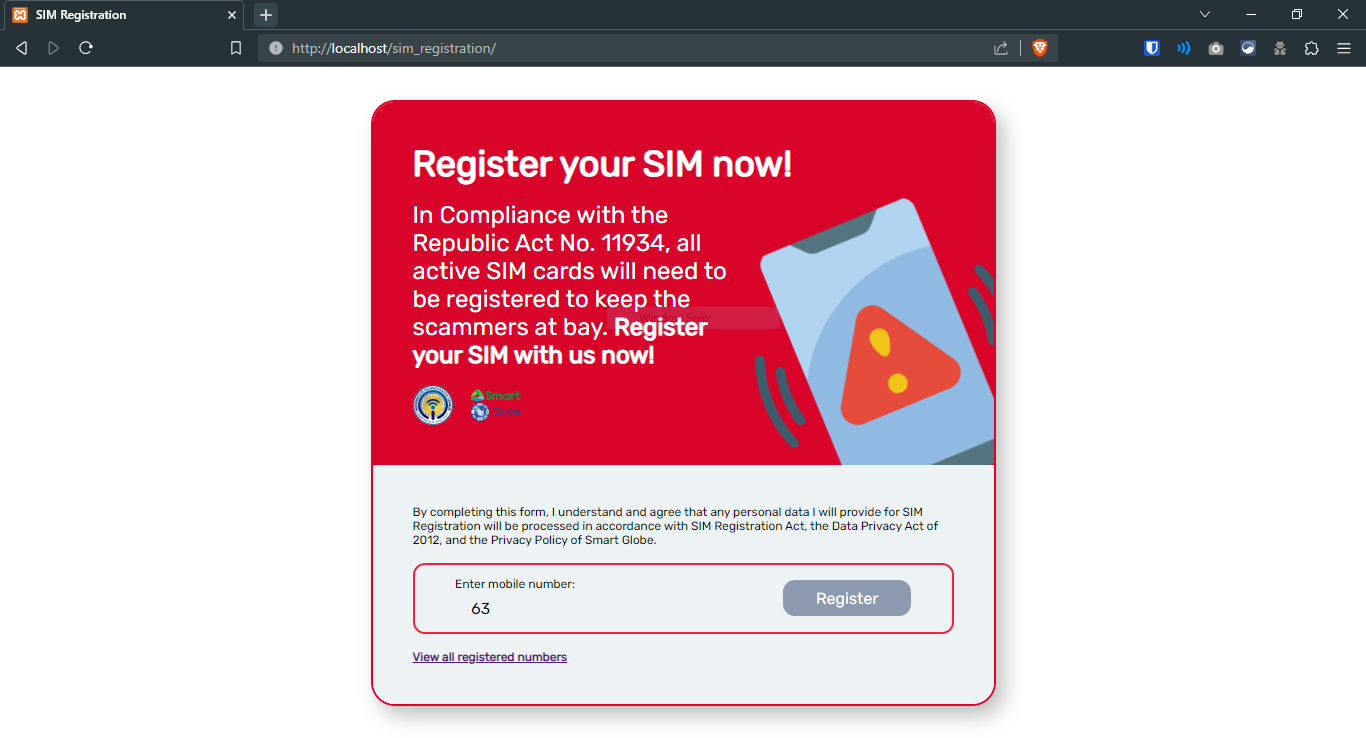 SIM Registration
http://localhost/sim_registration/
Register your SIM now!
In Compliance with the
Republic Act No. 11934, all
active SIM cards will need to
be registered to keep the
scammers at bay. Register
your SIM with us now!
Window Snip
Smart
Globe
By completing this form, I understand and agree that any personal data I will provide for SIM
Registration will be processed in accordance with SIM Registration Act, the Data Privacy Act of
2012, and the Privacy Policy of Smart Globe.
Enter mobile number:
63
Register
View all registered numbers